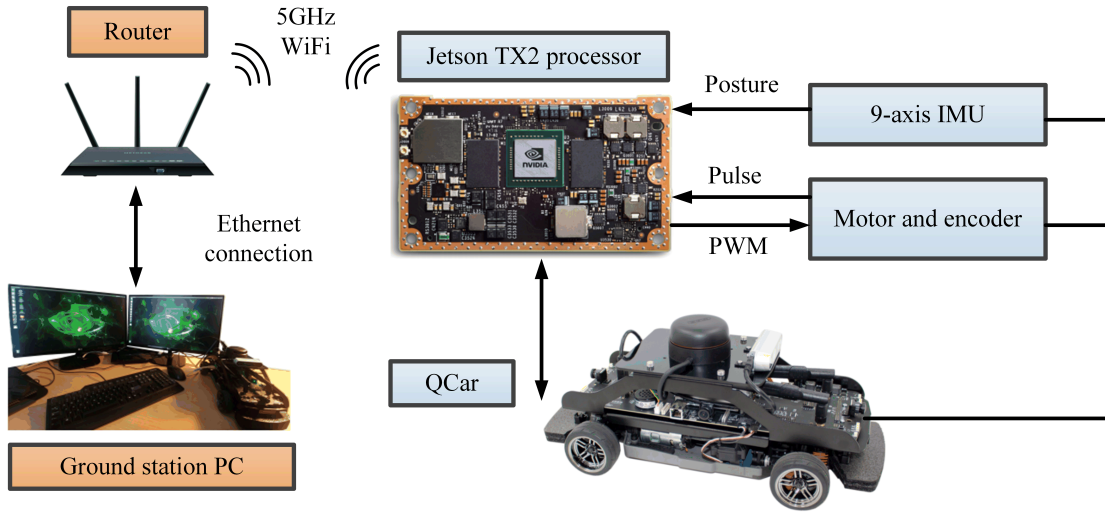 Router
5GHz
WiFi
Jetson TX2 processor
Posture
9-axis IMU
NVIDIA
Pulse
Motor and encoder
PWM
Ethernet
connection
QCar
Ground station PC